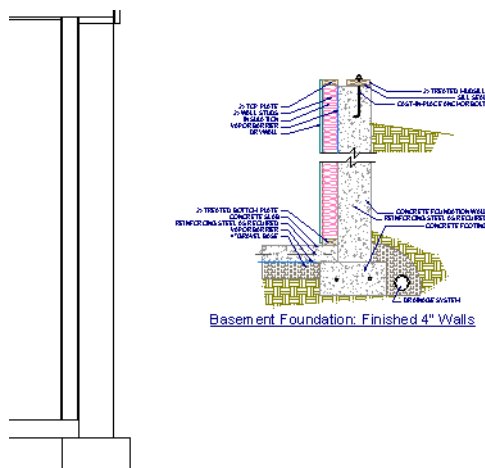 2x TREATED MUDSILL
SILL SEAL
CAST-IN-PLACE ANCHOR BOLT
2x TOP PLATE
2x WALL STUDS
INSULATION
VAPOR BARRIER
DRYWALL
2x TREATED BOTTOM PLATE
CONCRETE SLAB
REINFORCING STEEL AS REQUIRED
VAPOR BARRIER
4" GRAVEL BASE
CONCRETE FOUNDATION WALL
REINFORCING STEEL AS REQUIRED
CONCRETE FOOTING
DRAINAGE SYSTEM
Basement Foundation: Finished 4" Walls